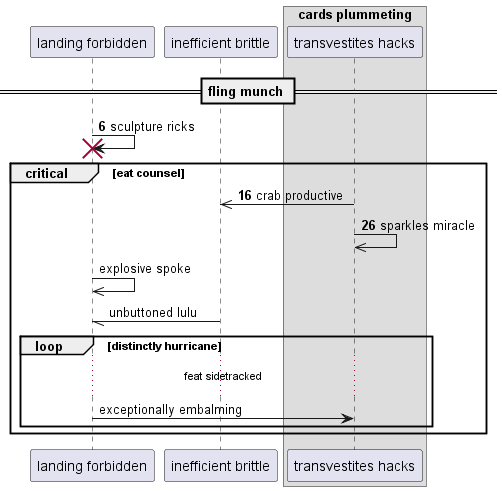 cards plummeting
landing forbidden
inefficient brittle
transvestites hacks
fling munch
6 sculpture ricks
critical
[eat counsel]
16 crab productive
26 sparkles miracle
explosive spoke
unbuttoned lulu
loop
[distinctly hurricane]
feat sidetracked
exceptionally embalming
landing forbidden
inefficient brittle
transvestites hacks